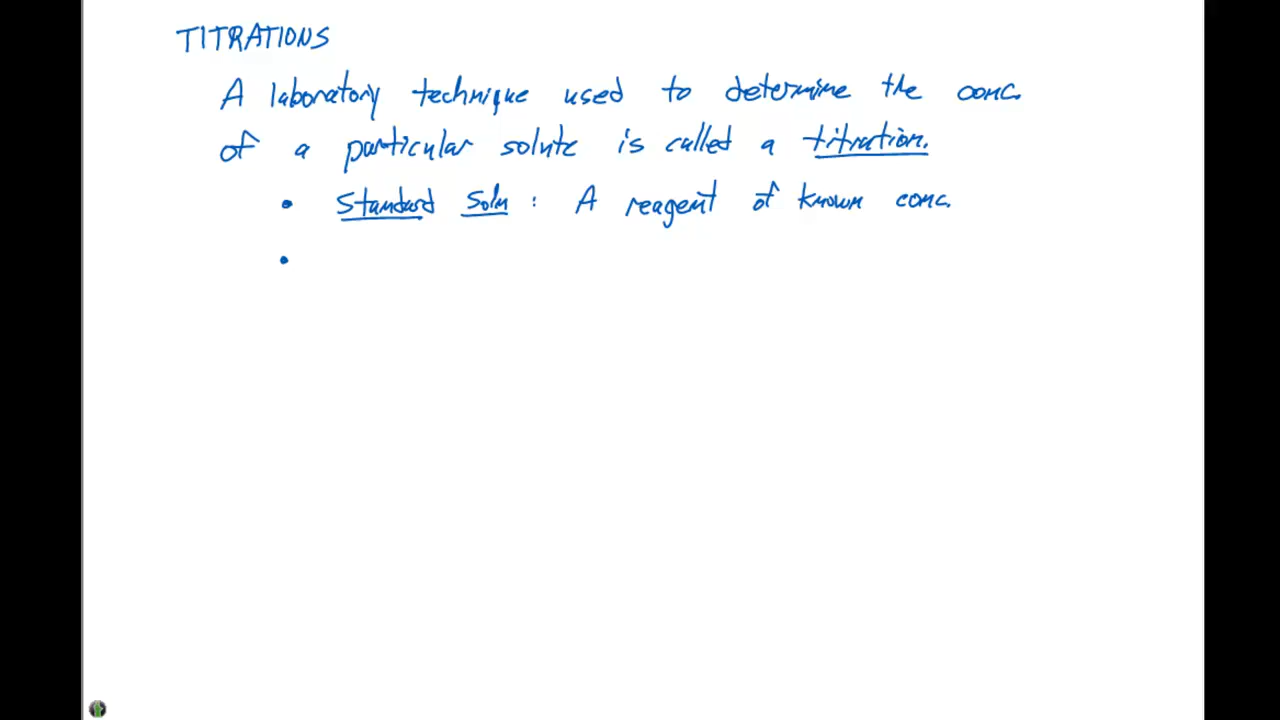 TITRATIONS
A laboratory technique used to determine the conc.
of a particular solute is called a titration.
• Standard Soln : A reagent of known conc.
•